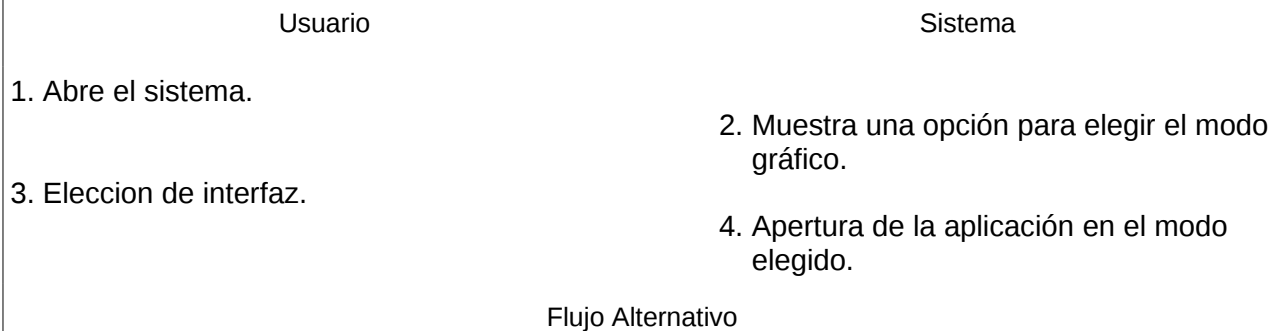 Usuario
Sistema
1. Abre el sistema.
2. Muestra una opción para elegir el modo
gráfico.
3. Eleccion de interfaz.
4. Apertura de la aplicación en el modo
elegido.
Flujo Alternativo